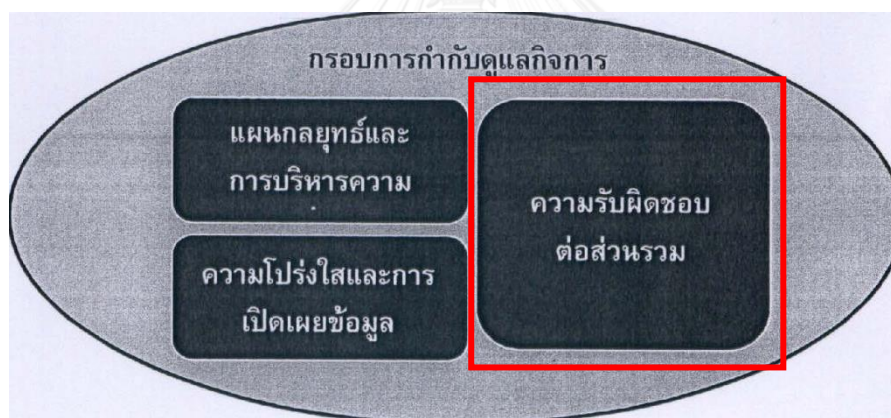 กรอบการกำกับดูแลกิจการ
แผนกลยุทธ์และ
การบริหารความ
ความโปร่งใสและการ
เปิดเผยข้อมูล
ความรับผิดชอบ
ต่อส่วนรวม